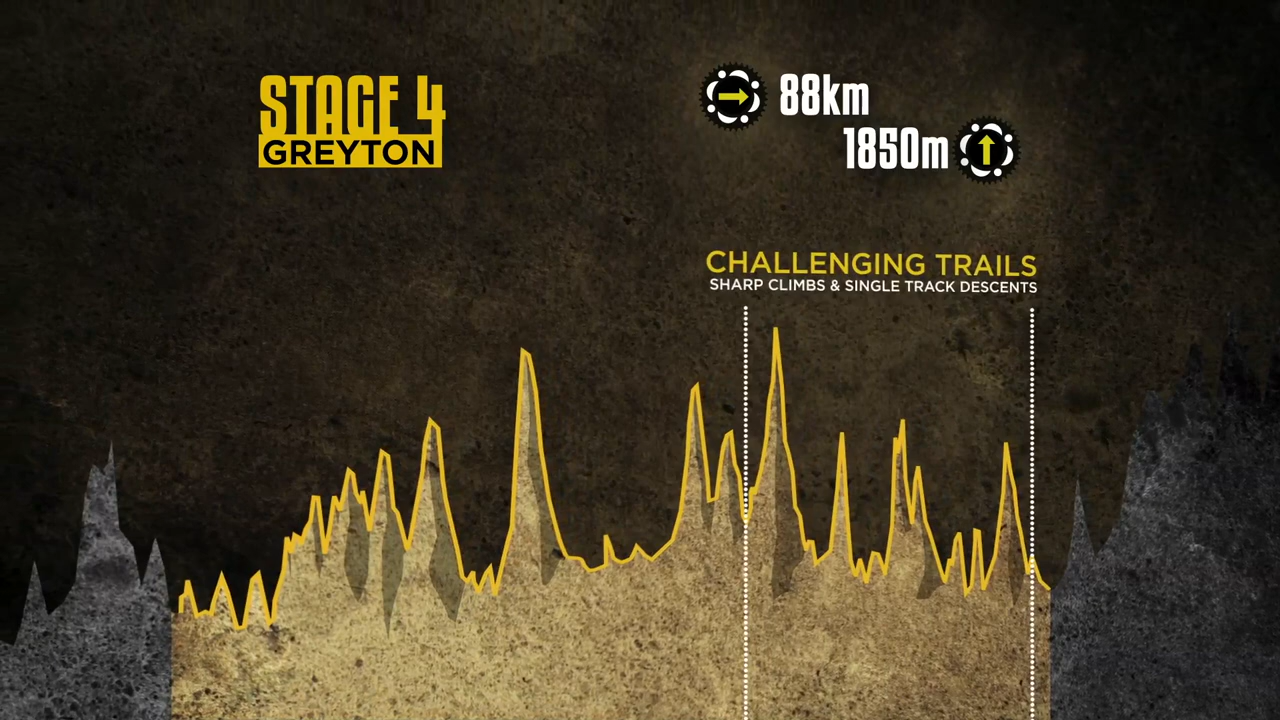 STAGE 4
GREYTON
88km
1850m
CHALLENGING TRAILS
SHARP CLIMBS & SINGLE TRACK DESCENTS